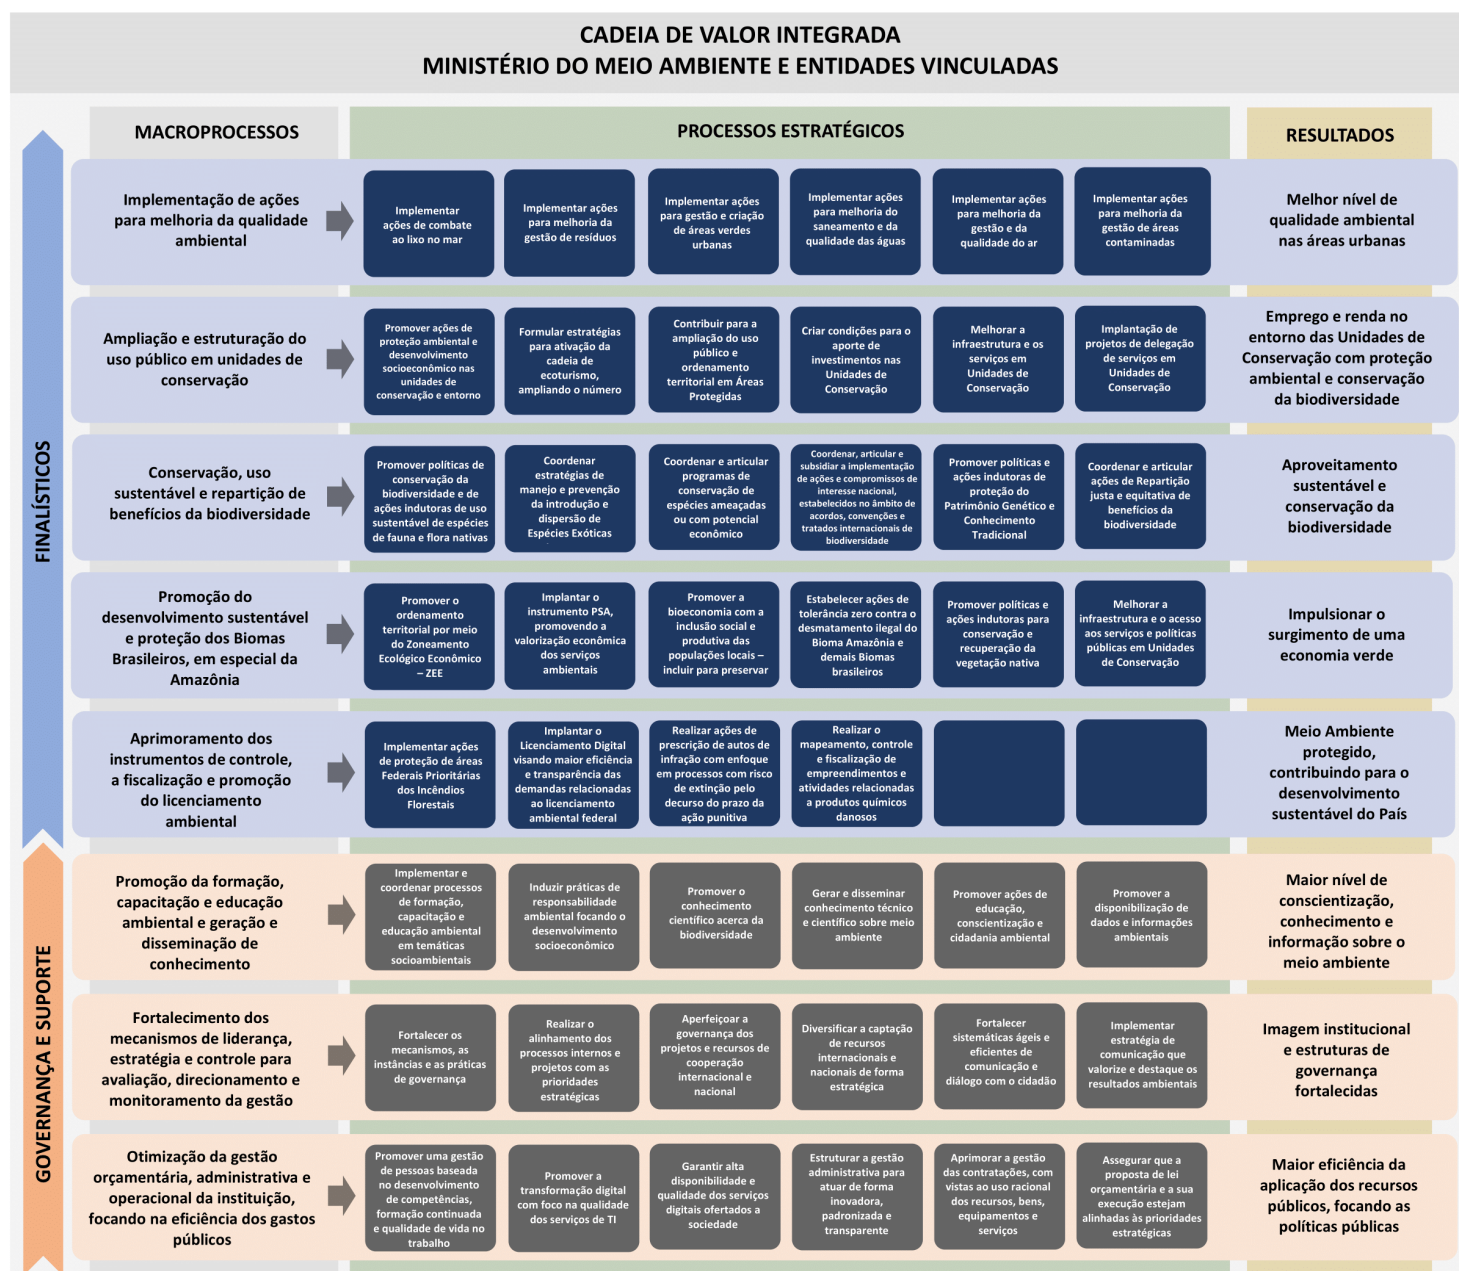 CADEIA DE VALOR INTEGRADA
MINISTÉRIO DO MEIO AMBIENTE E ENTIDADES VINCULADAS
MACROPROCESSOS
PROCESSOS ESTRATÉGICOS
RESULTADOS
FINALÍSTICOS
Implementação de ações
para melhoria da qualidade
ambiental
Implementar
ações de combate
ao lixo no mar
Implementar ações
para melhoria da
gestão de resíduos
Implementar ações
para gestão e criação
de áreas verdes
urbanas
Implementar ações
para melhoria do
saneamento e da
qualidade das águas
Implementar ações
para melhoria da
gestão e da
qualidade do ar
Implementar ações
para melhoria da
gestão de áreas
contaminadas
Melhor nível de
qualidade ambiental
nas áreas urbanas
Ampliação e estruturação do
uso público em unidades de
conservação
Promover ações de
proteção ambiental e
desenvolvimento
socioeconômico nas
unidades de
conservação e entorno
Formular estratégias
para ativação da
cadeia de
ecoturismo,
ampliando o número
Contribuir para a
ampliação do uso
público e
ordenamento
territorial em Áreas
Protegidas
Criar condições para o
aporte de
investimentos nas
Unidades de
Conservação
Melhorar a
infraestrutura e os
serviços em
Unidades de
Conservação
Implantação de
projetos de delegação
de serviços em
Unidades de
Conservação
Emprego e renda no
entorno das Unidades de
Conservação com proteção
ambiental e conservação
da biodiversidade
Conservação, uso
sustentável e repartição de
benefícios da biodiversidade
Promover políticas de
conservação da
biodiversidade e de
ações indutoras de uso
sustentável de espécies
de fauna e flora nativas
Coordenar
estratégias de
manejo e prevenção
da introdução e
dispersão de
Espécies Exóticas
Coordenar e articular
programas de
conservação de
espécies ameaçadas
ou com potencial
econômico
Coordenar, articular e
subsidiar a implementação
de ações e compromissos de
interesse nacional,
estabelecidos no âmbito de
acordos, convenções e
tratados internacionais de
biodiversidade
Promover políticas e
ações indutoras de
proteção do
Patrimônio Genético e
Conhecimento
Tradicional
Coordenar e articular
ações de Repartição
justa e equitativa de
benefícios da
biodiversidade
Aproveitamento
sustentável e
conservação da
biodiversidade
Promoção do
desenvolvimento sustentável
e proteção dos Biomas
Brasileiros, em especial da
Amazônia
Promover o
ordenamento
territorial por meio
do Zoneamento
Ecológico Econômico
– ZEE
Implantar o
instrumento PSA,
promovendo a
valorização econômica
dos serviços
ambientais
Promover a
bioeconomia com a
inclusão social e
produtiva das
populações locais –
incluir para preservar
Estabelecer ações de
tolerância zero contra o
desmatamento ilegal do
Bioma Amazônia e
demais Biomas
brasileiros
Promover políticas e
ações indutoras para
conservação e
recuperação da
vegetação nativa
Melhorar a
infraestrutura e o acesso
aos serviços e políticas
públicas em Unidades
de Conservação
Impulsionar o
surgimento de uma
economia verde
Aprimoramento dos
instrumentos de controle,
a fiscalização e promoção
do licenciamento
ambiental
Implementar ações
de proteção de áreas
Federais Prioritárias
dos Incêndios
Florestais
Implantar o
Licenciamento Digital
visando maior eficiência
e transparência das
demandas relacionadas
ao licenciamento
ambiental federal
Realizar ações de
prescrição de autos de
infração com enfoque
em processos com risco
de extinção pelo
decurso do prazo da
ação punitiva
Realizar o
mapeamento, controle
e fiscalização de
empreendimentos e
atividades relacionadas
a produtos químicos
danosos
Meio Ambiente
protegido,
contribuindo para o
desenvolvimento
sustentável do País
GOVERNANÇA E SUPORTE
Promoção da formação,
capacitação e educação
ambiental e geração e
disseminação de
conhecimento
Implementar e
coordenar processos
de formação,
capacitação e
educação ambiental
em temáticas
socioambientais
Induzir práticas de
responsabilidade
ambiental focando o
desenvolvimento
socioeconômico
Promover o
conhecimento
científico acerca da
biodiversidade
Gerar e disseminar
conhecimento técnico
e científico sobre meio
ambiente
Promover ações de
educação,
conscientização e
cidadania ambiental
Promover a
disponibilização de
dados e informações
ambientais
Maior nível de
conscientização,
conhecimento e
informação sobre o
meio ambiente
Fortalecimento dos
mecanismos de liderança,
estratégia e controle para
avaliação, direcionamento e
monitoramento da gestão
Fortalecer os
mecanismos, as
instâncias e as práticas
de governança
Realizar o
alinhamento dos
processos internos e
projetos com as
prioridades
estratégicas
Aperfeiçoar a
governança dos
projetos e recursos de
cooperação
internacional e
nacional
Diversificar a captação
de recursos
internacionais e
nacionais de forma
estratégica
Fortalecer
sistemáticas ágeis e
eficientes de
comunicação e
diálogo com o cidadão
Implementar
estratégia de
comunicação que
valorize e destaque os
resultados ambientais
Imagem institucional
e estruturas de
governança
fortalecidas
Otimização da gestão
orçamentária, administrativa e
operacional da instituição,
focando na eficiência dos gastos
públicos
Promover uma gestão
de pessoas baseada
no desenvolvimento
de competências,
formação continuada
e qualidade de vida no
trabalho
Promover a
transformação digital
com foco na qualidade
dos serviços de TI
Garantir alta
disponibilidade e
qualidade dos serviços
digitais ofertados a
sociedade
Estruturar a gestão
administrativa para
atuar de forma
inovadora,
padronizada e
transparente
Aprimorar a gestão
das contratações, com
vistas ao uso racional
dos recursos, bens,
equipamentos e
serviços
Assegurar que a
proposta de lei
orçamentária e a sua
execução estejam
alinhadas às prioridades
estratégicas
Maior eficiência da
aplicação dos recursos
públicos, focando as
políticas públicas